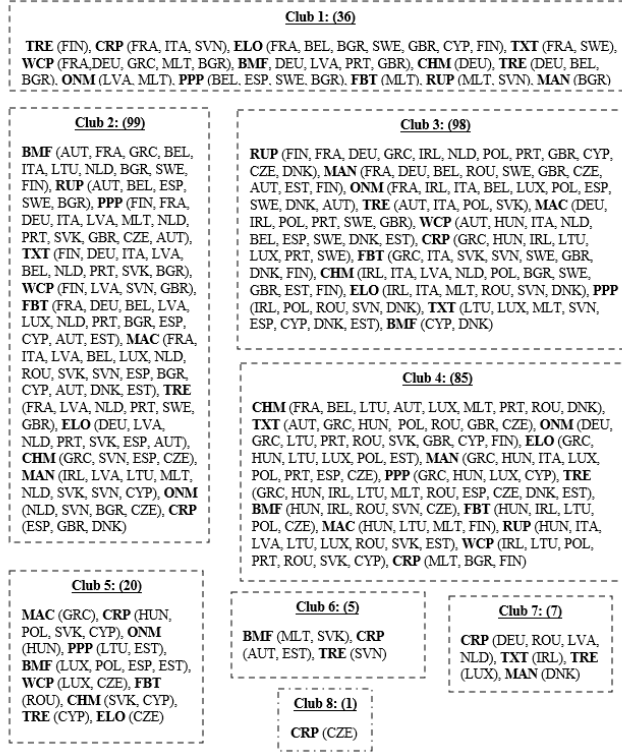 Club 1: (36)
TRE (FIN), CRP (FRA, ITA, SVN), ELO (FRA, BEL, BGR, SWE, GBR, CYP, FIN), TXT (FRA, SWE),
WCP (FRA,DEU, GRC, MLT, BGR), BMF, DEU, LVA, PRT, GBR), CHM (DEU), TRE (DEU, BEL,
BGR), ONM (LVA, MLT), PPP (BEL, ESP, SWE, BGR), FBT (MLT), RUP (MLT, SVN), MAN (BGR)
Club 2: (99)
BMF (AUT, FRA, GRC, BEL,
ITA, LTU, NLD, BGR, SWE,
FIN), RUP (AUT, BEL, ESP,
SWE, BGR), PPP (FIN, FRA,
DEU, ITA, LVA, MLT, NLD,
PRT, SVK, GBR, CZE, AUT),
TXT (FIN, DEU, ITA, LVA,
BEL, NLD, PRT, SVK, BGR),
WCP (FIN, LVA, SVN, GBR),
FBT (FRA, DEU, BEL, LVA,
LUX, NLD, PRT, BGR, ESP,
CYP, AUT, EST), MAC (FRA,
ITA, LVA, BEL, LUX, NLD,
ROU, SVK, SVN, ESP, BGR,
CYP, AUT, DNK, EST), TRE
(FRA, LVA, NLD, PRT, SWE,
GBR), ELO (DEU, LVA,
NLD, PRT, SVK, ESP, AUT),
CHM (GRC, SVN, ESP, CZE),
MAN (IRL, LVA, LTU, MLT,
NLD, SVK, SVN, CYP), ONM
(NLD, SVN, BGR, CZE), CRP
(ESP, GBR, DNK)
Club 3: (98)
RUP (FIN, FRA, DEU, GRC, IRL, NLD, POL, PRT, GBR, CYP,
CZE, DNK), MAN (FRA, DEU, BEL, ROU, SWE, GBR, CZE,
AUT, EST, FIN), ONM (FRA, IRL, ITA, BEL, LUX, POL, ESP,
SWE, DNK, AUT), TRE (AUT, ITA, POL, SVK), MAC (DEU,
IRL, POL, PRT, SWE, GBR), WCP (AUT, HUN, ITA, NLD,
BEL, ESP, SWE, DNK, EST), CRP (GRC, HUN, IRL, LTU,
LUX, PRT, SWE), FBT (GRC, ITA, SVK, SVN, SWE, GBR,
DNK, FIN), CHM (IRL, ITA, LVA, NLD, POL, BGR, SWE,
GBR, EST, FIN), ELO (IRL, ITA, MLT, ROU, SVN, DNK), PPP
(IRL, POL, ROU, SVN, DNK), TXT (LTU, LUX, MLT, SVN,
ESP, CYP, DNK, EST), BMF (CYP, DNK)
Club 4: (85)
CHM (FRA, BEL, LTU, AUT, LUX, MLT, PRT, ROU, DNK),
TXT (AUT, GRC, HUN, POL, ROU, GBR, CZE), ONM (DEU,
GRC, LTU, PRT, ROU, SVK, GBR, CYP, FIN), ELO (GRC,
HUN, LTU, LUX, POL, EST), MAN (GRC, HUN, ITA, LUX,
POL, PRT, ESP, CZE), PPP (GRC, HUN, LUX, CYP), TRE
(GRC, HUN, IRL, LTU, MLT, ROU, ESP, CZE, DNK, EST),
BMF (HUN, IRL, ROU, SVN, CZE), FBT (HUN, IRL, LTU,
POL, CZE), MAC (HUN, LTU, MLT, FIN), RUP (HUN, ITA,
LVA, LTU, LUX, ROU, SVK, EST), WCP (IRL, LTU, POL,
PRT, ROU, SVK, CYP), CRP (MLT, BGR, FIN)
Club 5: (20)
MAC (GRC), CRP (HUN,
POL, SVK, CYP), ONM
(HUN), PPP (LTU, EST),
BMF (LUX, POL, ESP, EST),
WCP (LUX, CZE), FBT
(ROU), CHM (SVK, CYP),
TRE (CYP), ELO (CZE)
Club 6: (5)
BMF (MLT, SVK), CRP
(AUT, EST), TRE (SVN)
Club 7: (7)
CRP (DEU, ROU, LVA,
NLD), TXT (IRL), TRE
(LUX), MAN (DNK)
Club 8: (1)
CRP (CZE)